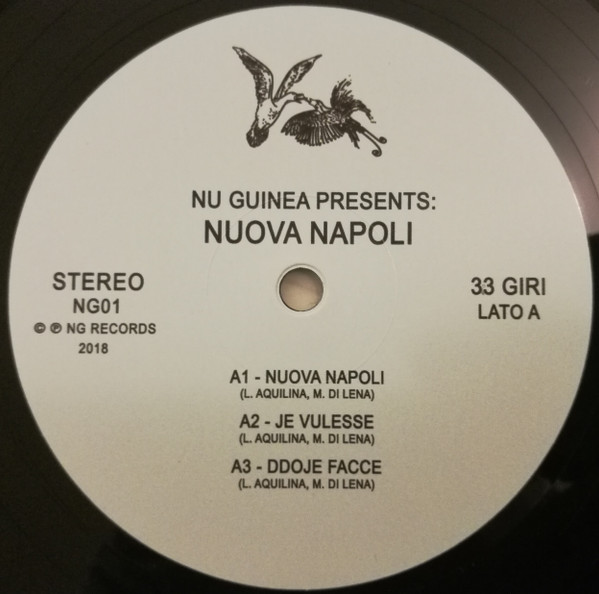 NU GUINEA PRESENTS:
NUOVA NAPOLI
STEREO
NG01
© ℗ NG RECORDS
2018
33 GIRI
LATO A
A1 - NUOVA NAPOLI
(L. AQUILINA, M. DI LENA)
A2 - JE VULESSE
(L. AQUILINA, M. DI LENA)
A3 - DDOJE FACCE
(L. AQUILINA, M. DI LENA)